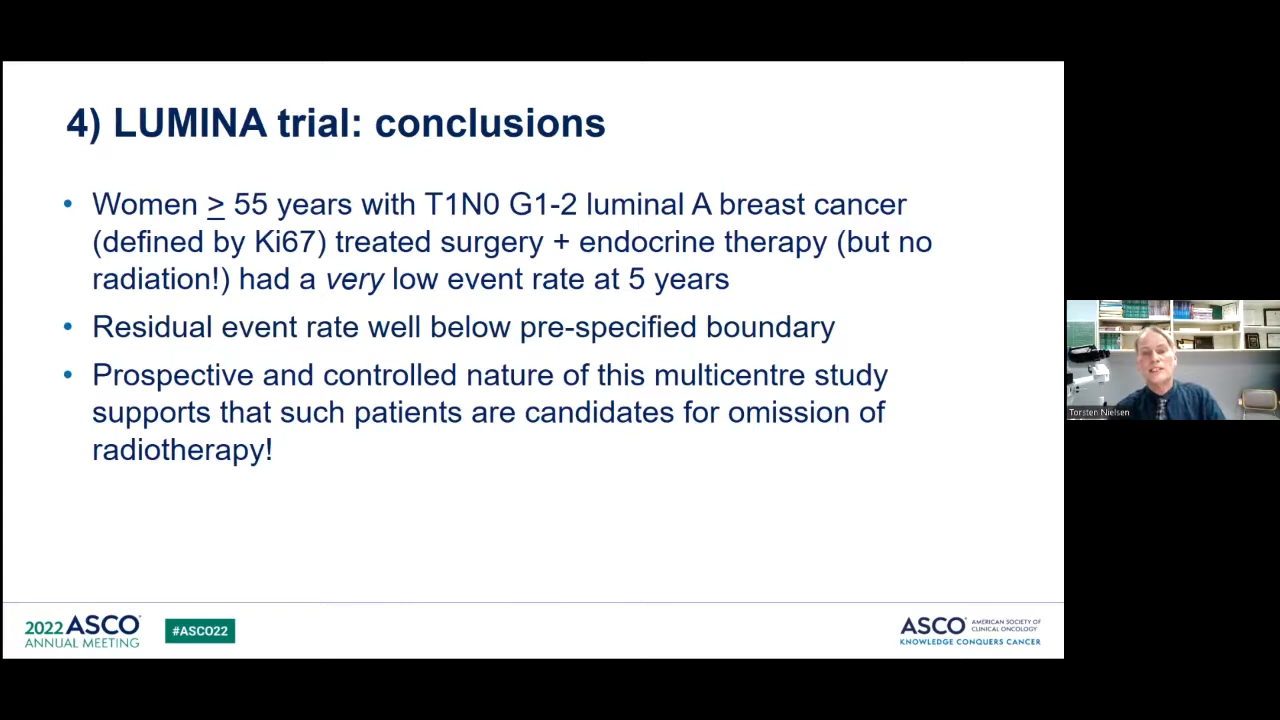 4) LUMINA trial: conclusions
• Women > 55 years with T1N0 G1-2 luminal A breast cancer
(defined by Ki67) treated surgery + endocrine therapy (but no
radiation!) had a very low event rate at 5 years
• Residual event rate well below pre-specified boundary
• Prospective and controlled nature of this multicentre study
supports that such patients are candidates for omission of
radiotherapy!
Torsten Nielsen
2022 ASCO
ANNUAL MEETING
#ASCO22
ASCO AMERICAN SOCIETY OF
CLINICAL ONCOLOGY
KNOWLEDGE CONQUERS CANCER